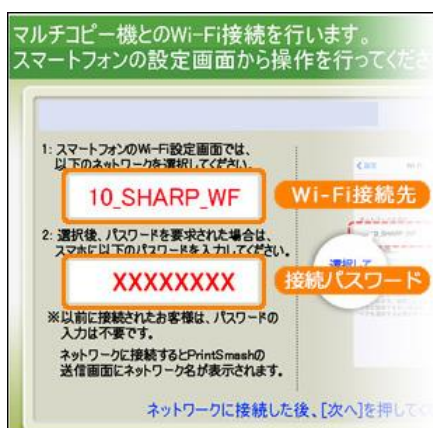 マルチコピー機とのWi-Fi接続を行います。
スマートフォンの設定画面から操作を行ってくださ
1: スマートフォンのWi-Fi設定画面では、
以下のネットワークを選択してください。
10_SHARP_WF
Wi-Fi接続先
2: 選択後、パスワードを要求された場合は、
スマホに以下のパスワードを入力してください。
選択して
XXXXXXXX
接続パスワード
※以前に接続されたお客様は、パスワードの
入力は不要です。
ネットワークに接続するとPrintSmashの
送信画面にネットワーク名が表示されます。
ネットワークに接続した後、[次へ]を押して